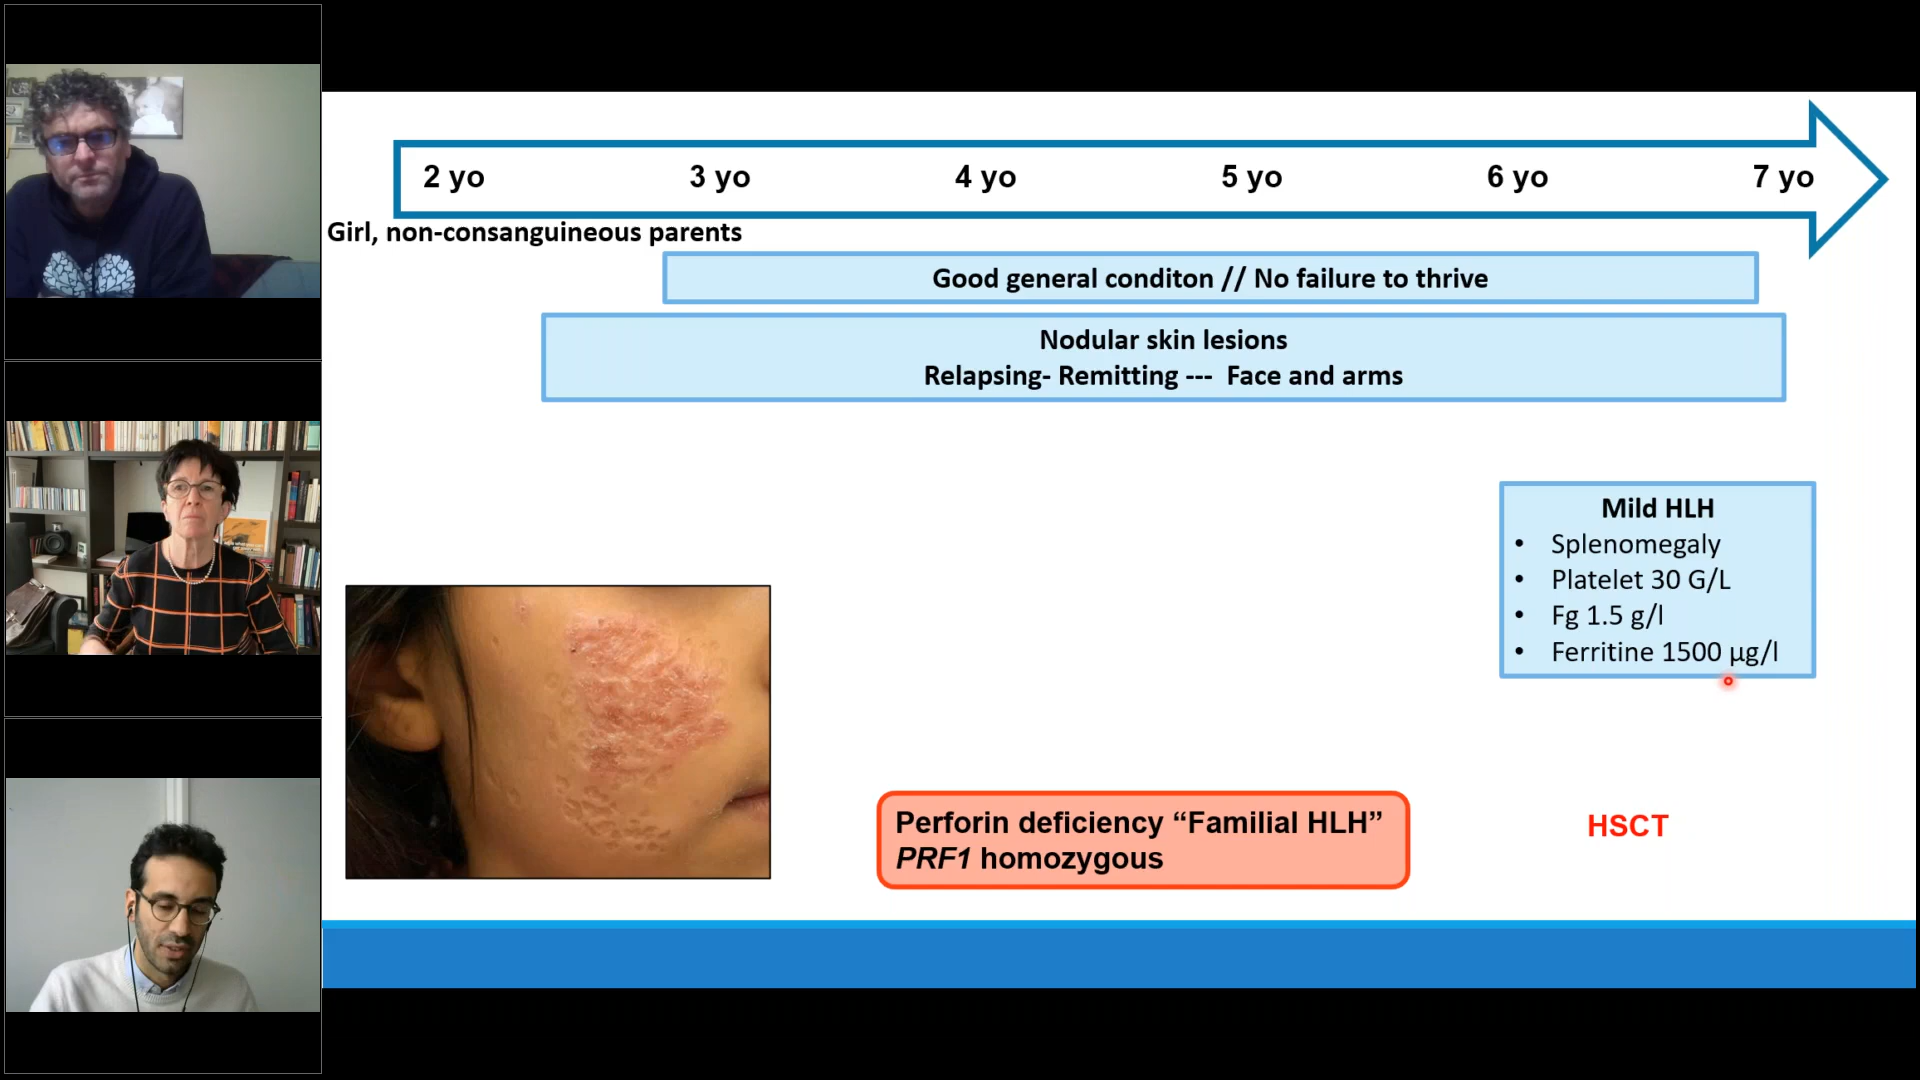 2 yo 3 yo 4 yo 5 yo 6 yo 7 yo
Girl, non-consanguineous parents
Good general conditon // No failure to thrive
Nodular skin lesions
Relapsing- Remitting --- Face and arms
Mild HLH
• Splenomegaly
• Platelet 30 G/L
• Fg 1.5 g/l
• Ferritine 1500 µg/l
Perforin deficiency “Familial HLH”
PRF1 homozygous
HSCT